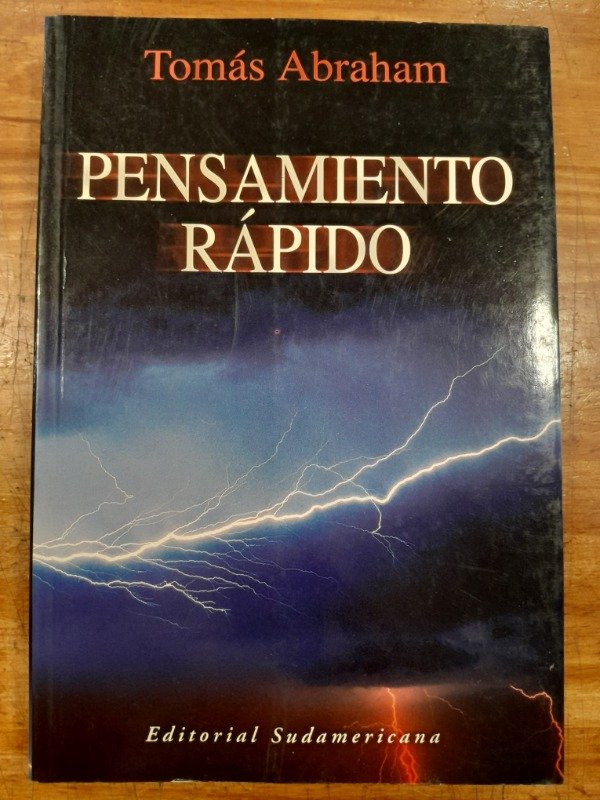 Tomás Abraham
PENSAMIENTO
RÁPIDO
Editorial Sudamericana